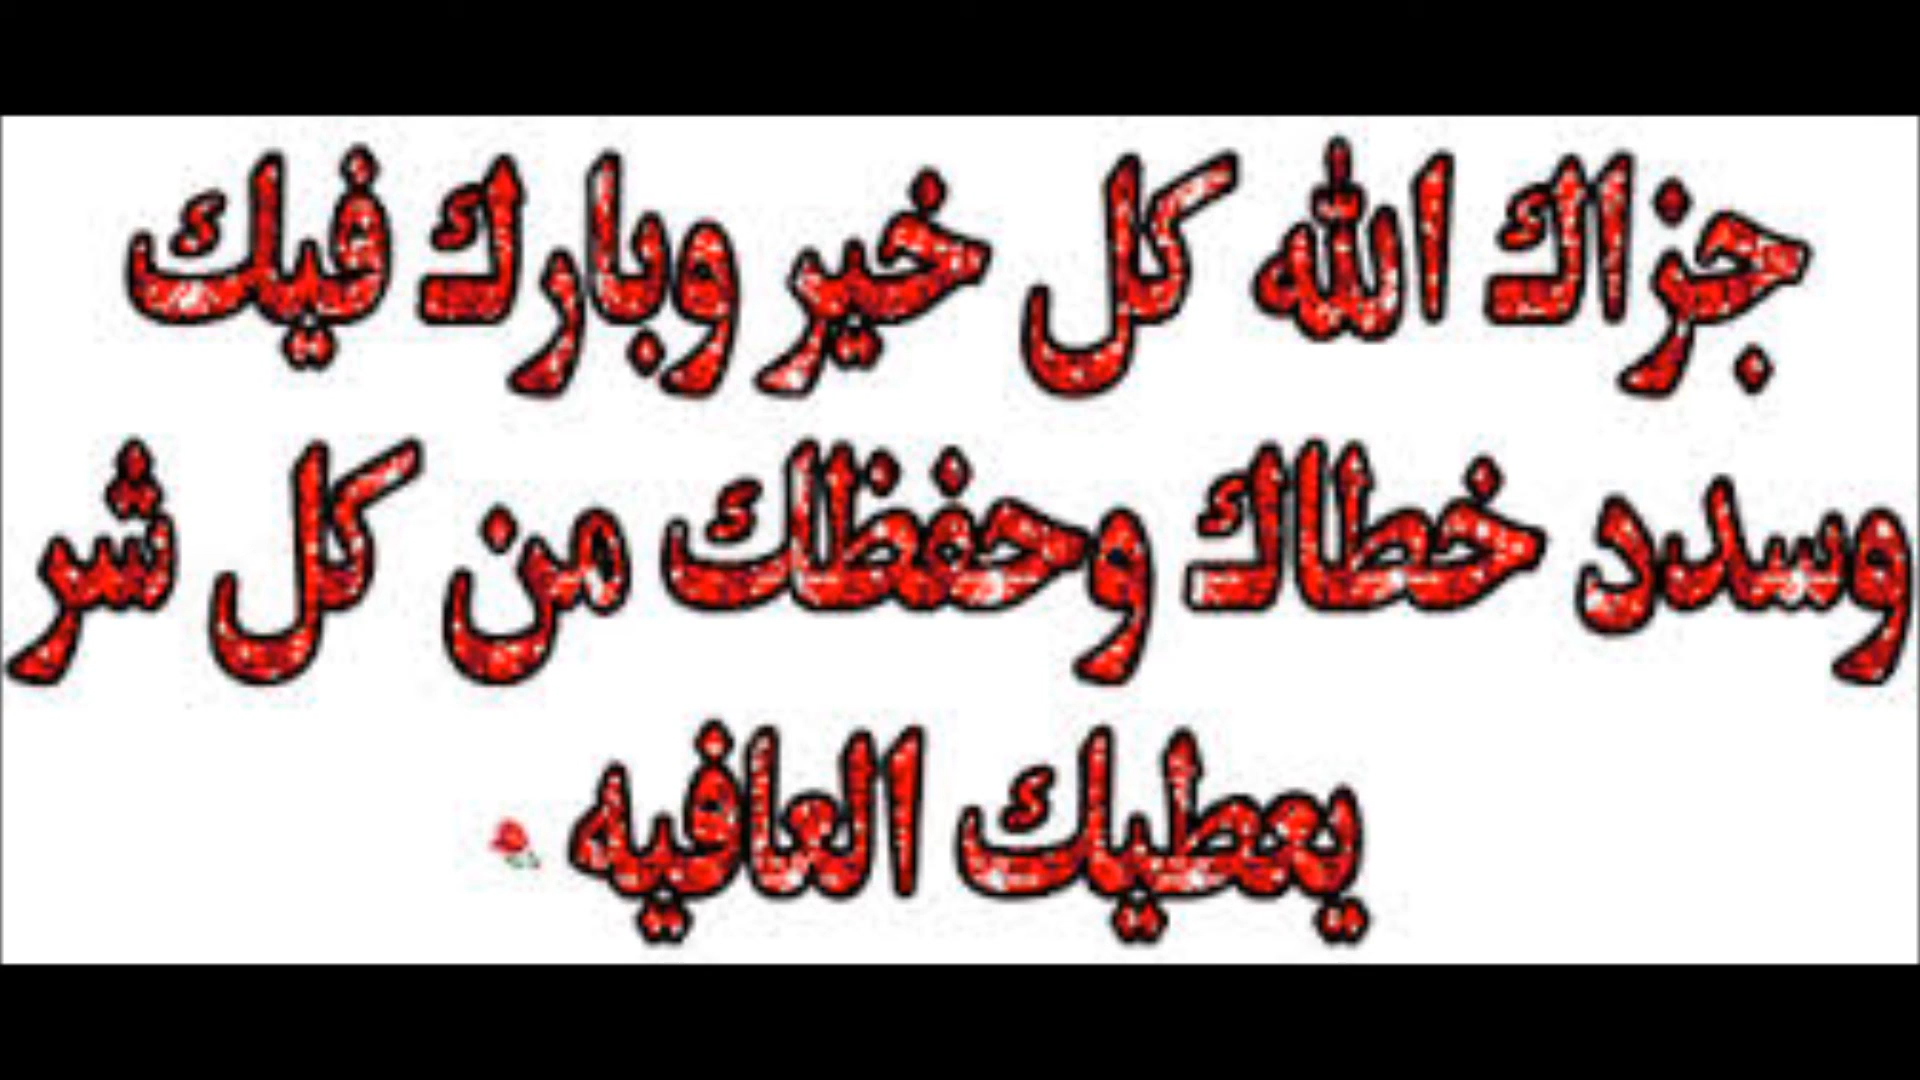 جزاك الله كل خير وبارك فيك
وسدد خطاك وحفظك من كل شر
يعطيك العافيه